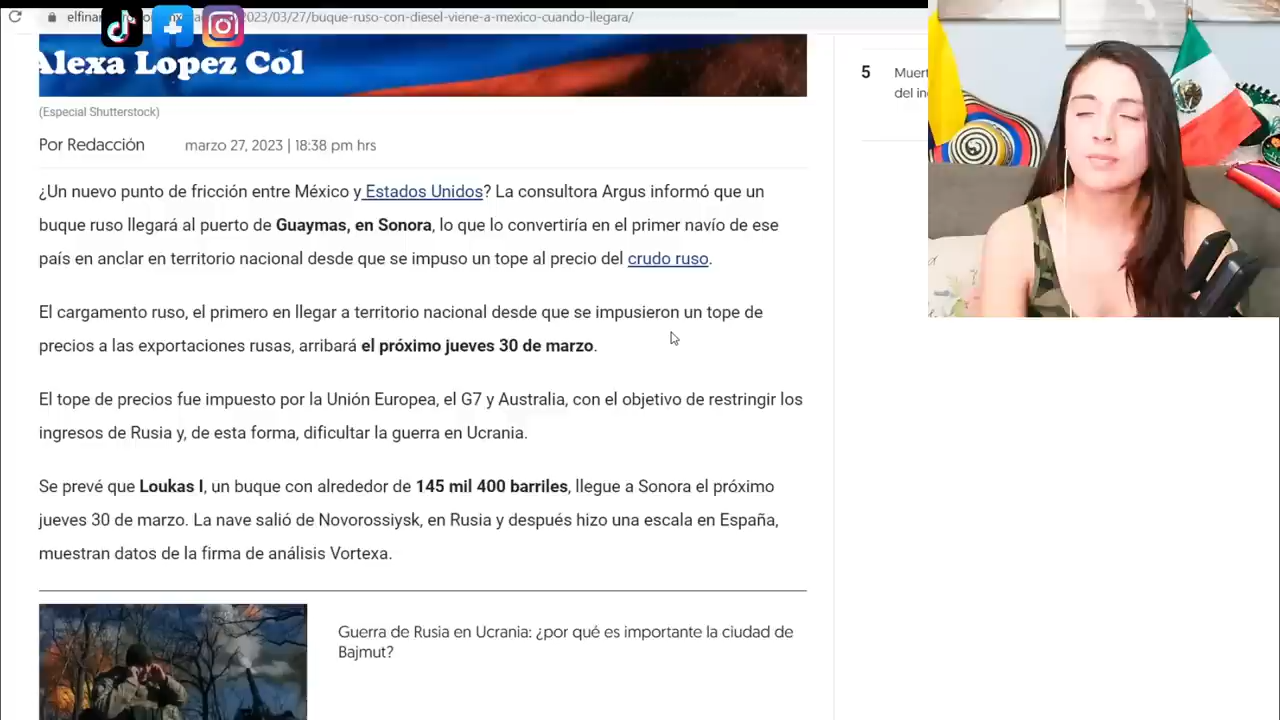 2023/03/27/buque-ruso-con-diesel-viene-a-mexico-cuando-llegara/
Alexa Lopez Col
(Especial Shutterstock)
Por Redacción marzo 27, 2023 | 18:38 pm hrs
¿Un nuevo punto de fricción entre México y Estados Unidos? La consultora Argus informó que un
buque ruso llegará al puerto de Guaymas, en Sonora, lo que lo convertiría en el primer navío de ese
país en anclar en territorio nacional desde que se impuso un tope al precio del crudo ruso.
El cargamento ruso, el primero en llegar a territorio nacional desde que se impusieron un tope de
precios a las exportaciones rusas, arribará el próximo jueves 30 de marzo.
El tope de precios fue impuesto por la Unión Europea, el G7 y Australia, con el objetivo de restringir los
ingresos de Rusia y, de esta forma, dificultar la guerra en Ucrania.
Se prevé que Loukas I, un buque con alrededor de 145 mil 400 barriles, llegue a Sonora el próximo
jueves 30 de marzo. La nave salió de Novorossiysk, en Rusia y después hizo una escala en España,
muestran datos de la firma de análisis Vortexa.
Guerra de Rusia en Ucrania: ¿por qué es importante la ciudad de
Bajmut?
5